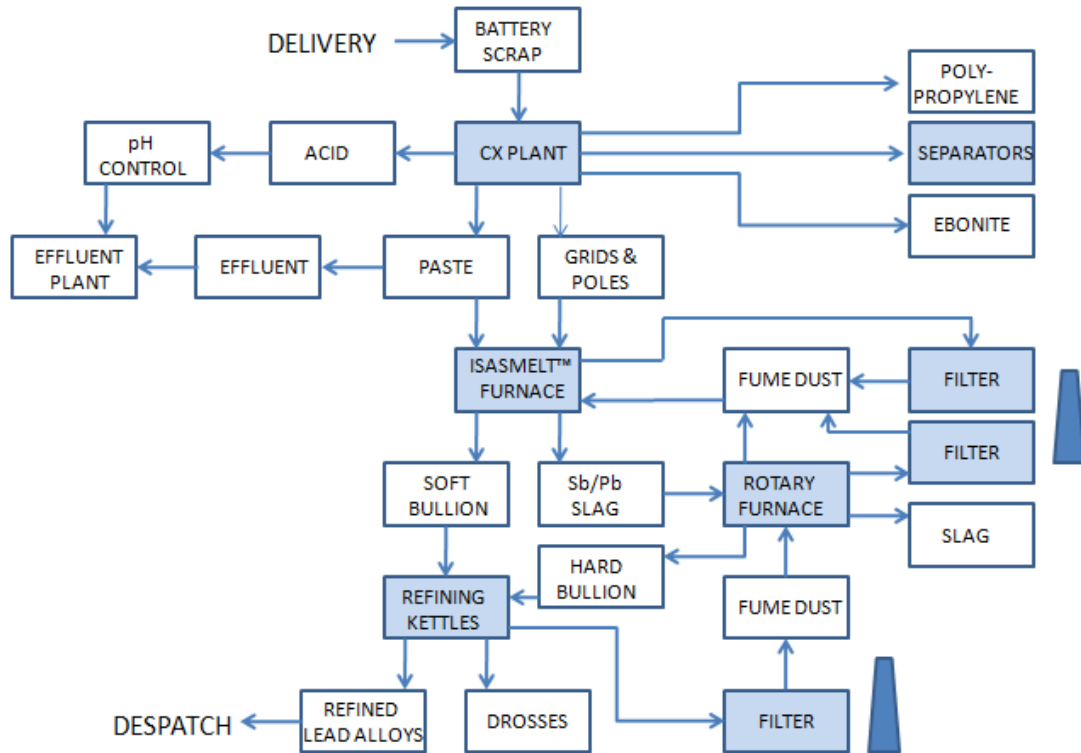 DELIVERY
BATTERY
SCRAP
POLY-
PROPYLENE
pH
CONTROL
ACID
CX PLANT
SEPARATORS
EBONITE
EFFLUENT
PLANT
EFFLUENT
PASTE
GRIDS &
POLES
ISASMELT™
FURNACE
FUME DUST
FILTER
FILTER
SOFT
BULLION
Sb/Pb
SLAG
ROTARY
FURNACE
SLAG
HARD
BULLION
REFINING
KETTLES
FUME DUST
DESPATCH
REFINED
LEAD ALLOYS
DROSSES
FILTER